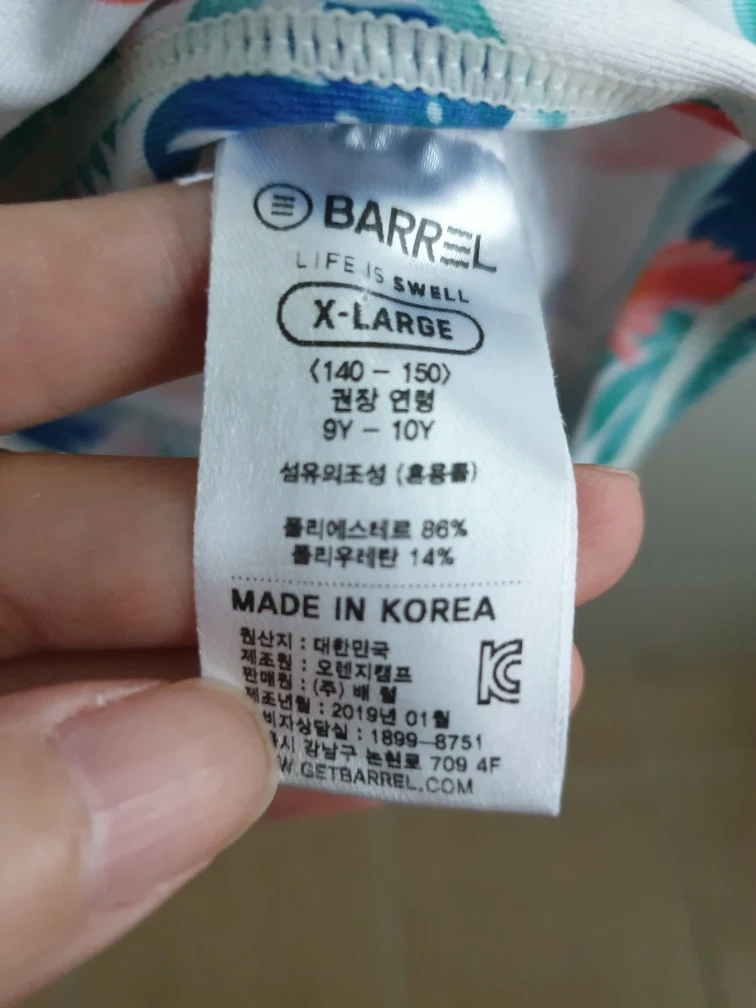 BARREL
LIFE IS SWELL
X-LARGE
〈140 - 150〉
권장 연령
9Y - 10Y
섬유의조성 (혼용률)
폴리에스테르 86%
폴리우레탄 14%
MADE IN KOREA
원산지 : 대한민국
제조원 : 오렌지캠프
판매원 : (주) 배 럴
제조년월 : 2019년 01월
비자상담실 : 1899-8751
시 강남구 논현로 709 4F
W.GETBARREL.COM
KC